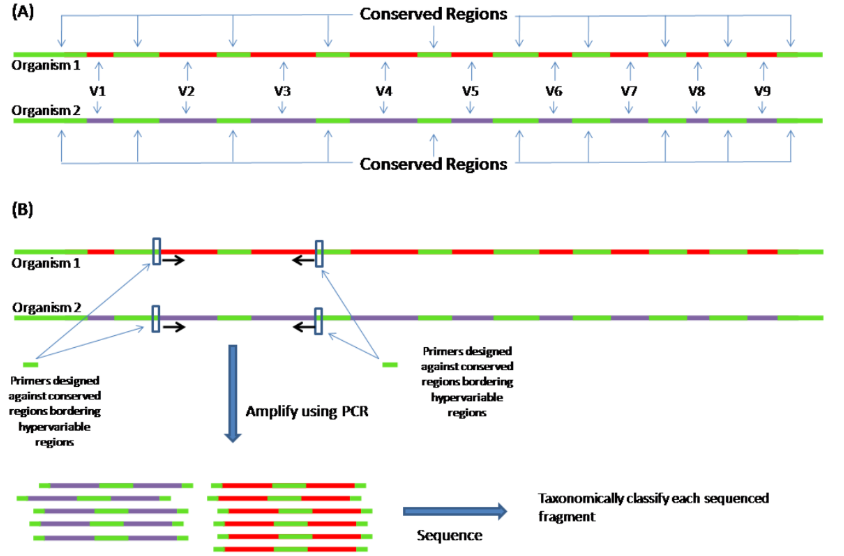 (A)
Conserved Regions
Organism 1
V1 V2 V3 V4 V5 V6 V7 V8 V9
Organism 2
Conserved Regions
(B)
Organism 1
Organism 2
Primers designed
against conserved
regions bordering
hypervariable
regions
Primers designed
against conserved
regions bordering
hypervariable
regions
Amplify using PCR
Sequence
Taxonomically classify each sequenced
fragment